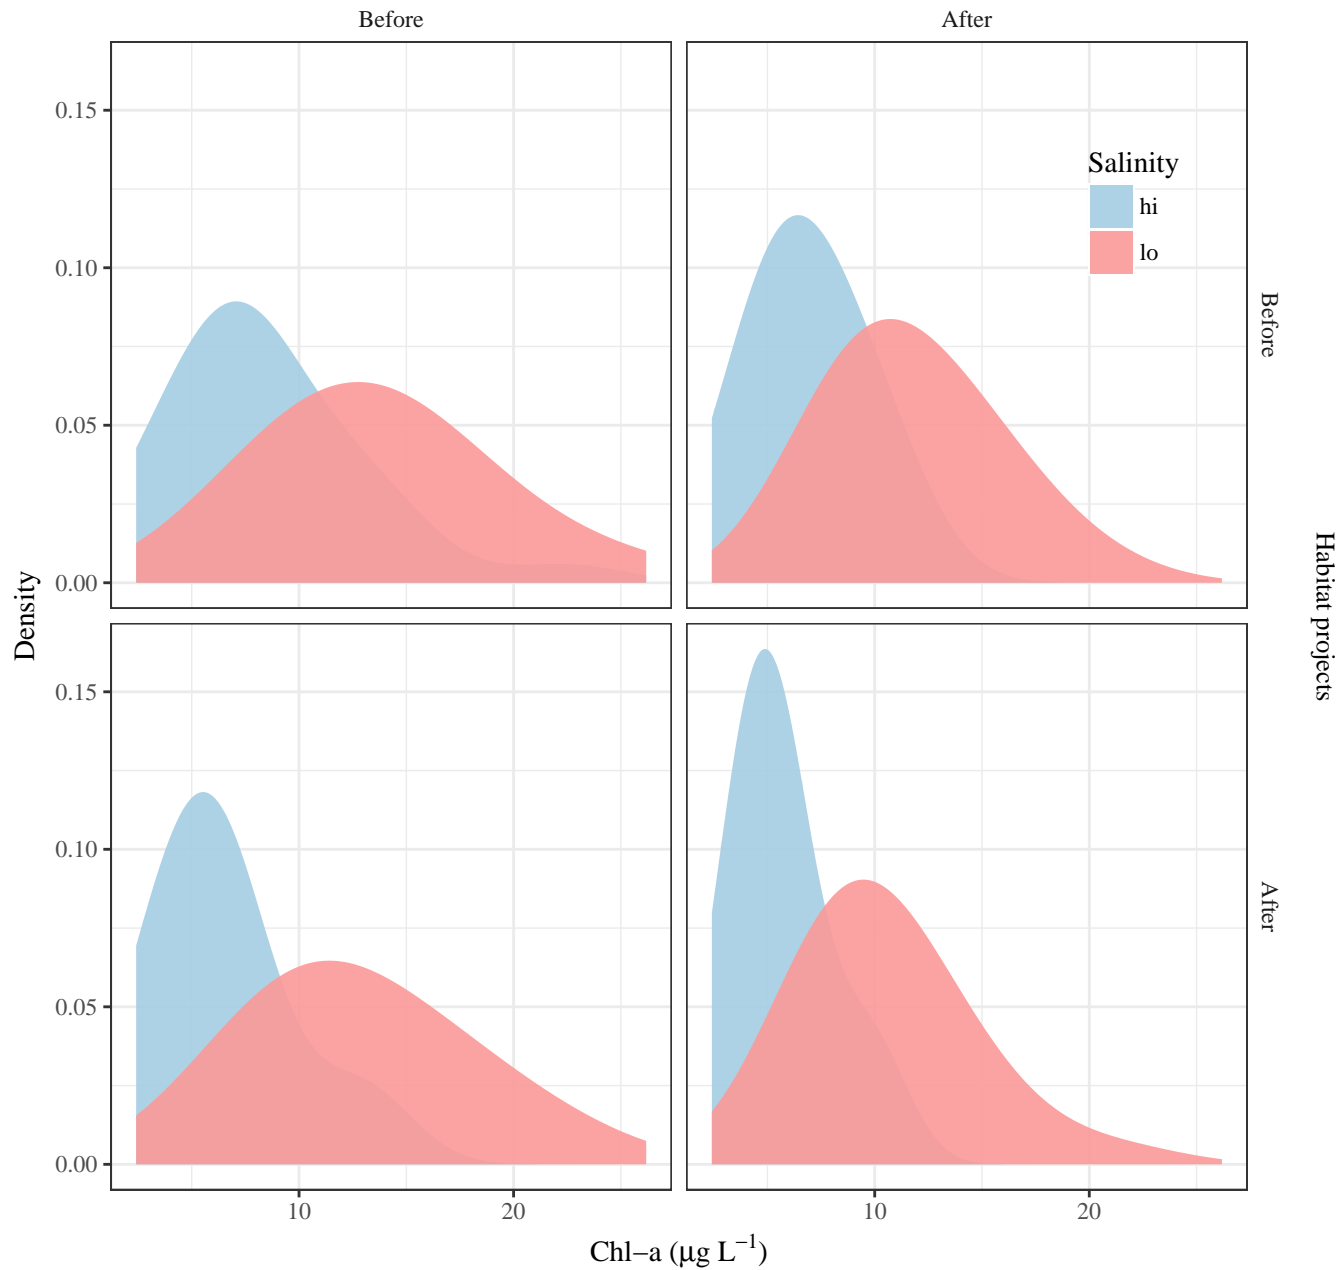 Before
After
0.15
0.10
0.05
0.00
Salinity
hi
lo
Before
Density
Habitat projects
0.15
0.10
0.05
0.00
After
10
20
10
20
Chl−a (μg L⁻¹)